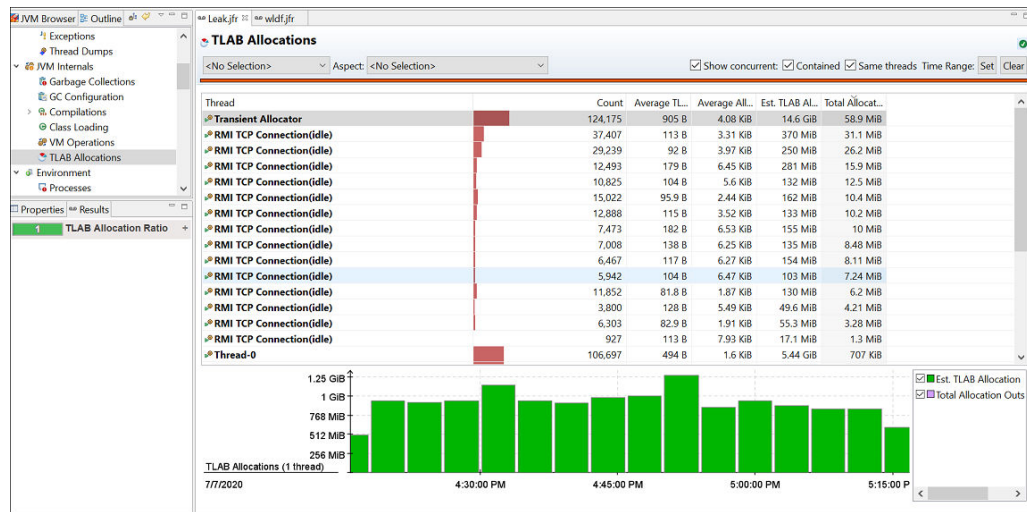 JVM Browser Outline
Exceptions
Thread Dumps
JVM Internals
Garbage Collections
GC Configuration
Compilations
Class Loading
VM Operations
TLAB Allocations
Environment
Processes
Properties Results
1 TLAB Allocation Ratio +
Leak.jfr wldf.jfr
TLAB Allocations
<No Selection> Aspect: <No Selection> Show concurrent: Contained Same threads Time Range: Set Clear
Thread Count Average TL... Average All... Est. TLAB Al... Total Allocat...
Transient Allocator 124,175 905 B 4.08 KiB 14.6 GiB 58.9 MiB
RMI TCP Connection(idle) 37,407 113 B 3.31 KiB 370 MiB 31.1 MiB
RMI TCP Connection(idle) 29,239 92 B 3.97 KiB 250 MiB 26.2 MiB
RMI TCP Connection(idle) 12,493 179 B 6.45 KiB 281 MiB 15.9 MiB
RMI TCP Connection(idle) 10,825 104 B 5.6 KiB 132 MiB 12.5 MiB
RMI TCP Connection(idle) 15,022 95.9 B 2.44 KiB 162 MiB 10.4 MiB
RMI TCP Connection(idle) 12,888 115 B 3.52 KiB 133 MiB 10.2 MiB
RMI TCP Connection(idle) 7,473 182 B 6.53 KiB 155 MiB 10 MiB
RMI TCP Connection(idle) 7,008 138 B 6.25 KiB 135 MiB 8.48 MiB
RMI TCP Connection(idle) 6,467 117 B 6.27 KiB 154 MiB 8.11 MiB
RMI TCP Connection(idle) 5,942 104 B 6.47 KiB 103 MiB 7.24 MiB
RMI TCP Connection(idle) 11,852 81.8 B 1.87 KiB 130 MiB 6.2 MiB
RMI TCP Connection(idle) 3,800 128 B 5.49 KiB 49.6 MiB 4.21 MiB
RMI TCP Connection(idle) 6,303 82.9 B 1.91 KiB 55.3 MiB 3.28 MiB
RMI TCP Connection(idle) 927 113 B 7.93 KiB 17.1 MiB 1.3 MiB
Thread-0 106,697 494 B 1.6 KiB 5.44 GiB 707 KiB
1.25 GiB
1 GiB
768 MiB
512 MiB
256 MiB
TLAB Allocations (1 thread)
7/7/2020 4:30:00 PM 4:45:00 PM 5:00:00 PM 5:15:00 P
Est. TLAB Allocation
Total Allocation Outs